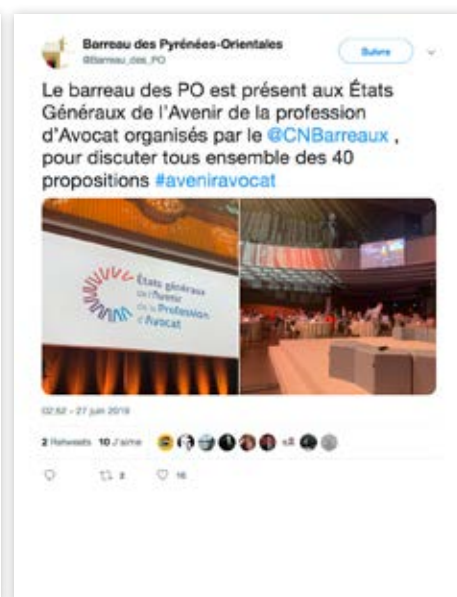 Barreau des Pyrénées-Orientales
@Barreau_des_PO
Suivre
Le barreau des PO est présent aux États
Généraux de l'Avenir de la profession
d'Avocat organisés par le @CNBarreaux ,
pour discuter tous ensemble des 40
propositions #aveniravocat
États généraux
de l'Avenir
de la Profession
d'Avocat
02:52 - 27 juin 2019
2 Retweets 10 J'aime
2